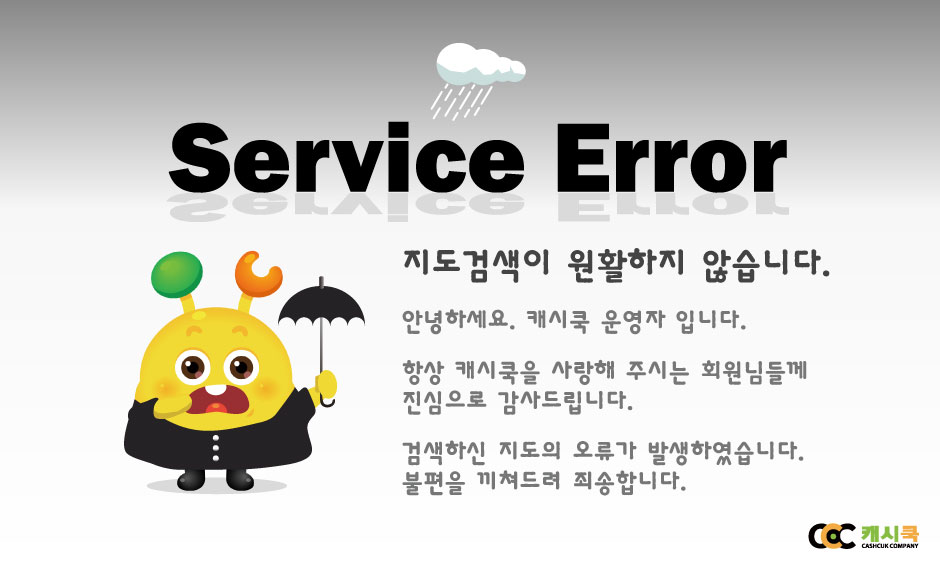 Service Error
지도검색이 원활하지 않습니다.
안녕하세요. 캐시쿡 운영자 입니다.
항상 캐시쿡을 사랑해 주시는 회원님들께
진심으로 감사드립니다.
검색하신 지도의 오류가 발생하였습니다.
불편을 끼쳐드려 죄송합니다.
COC 캐시쿡
CASHCUK COMPANY